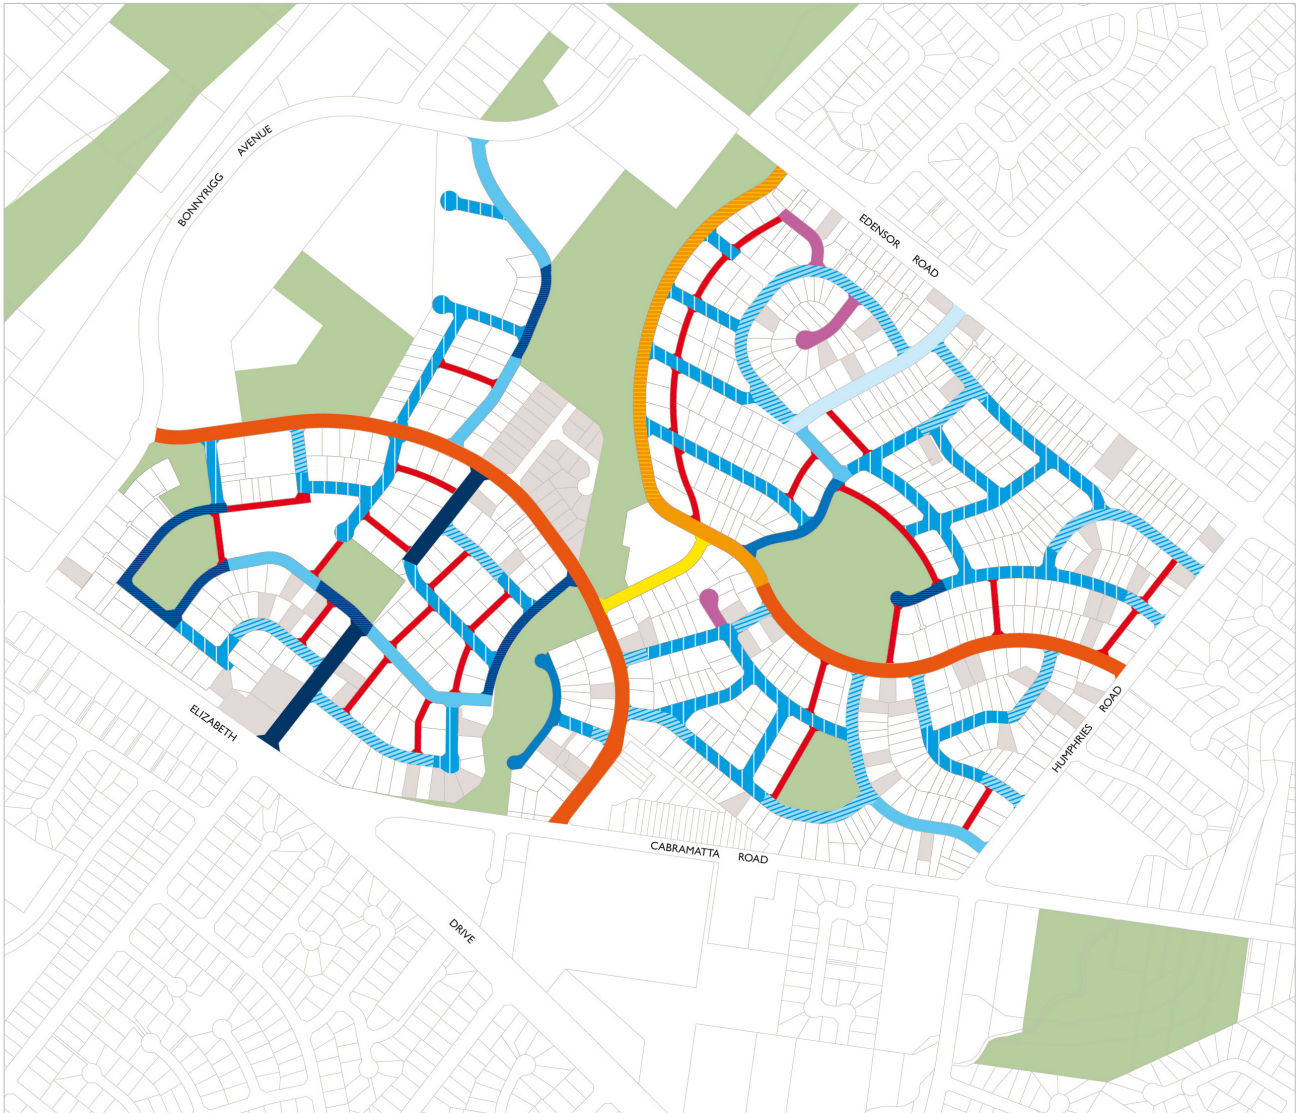 BONNYRIGG AVENUE
EDENSOR ROAD
ELIZABETH
HUMPHRIES ROAD
CABRAMATTA ROAD
DRIVE